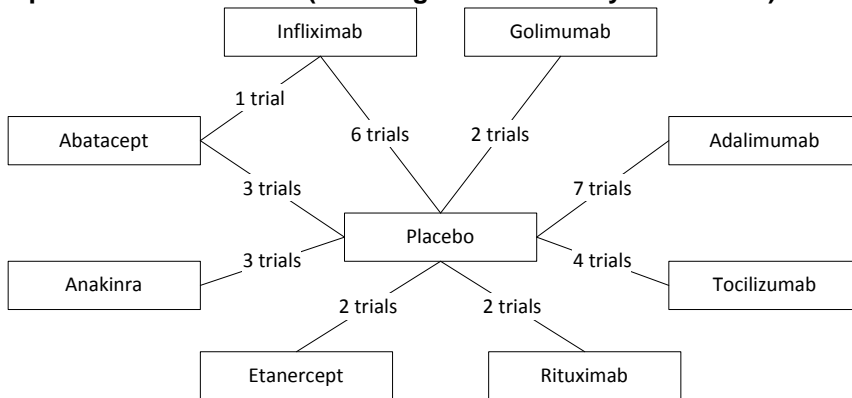 Infliximab
Golimumab
1 trial
6 trials
2 trials
Abatacept
Adalimumab
3 trials
7 trials
Placebo
3 trials
4 trials
Anakinra
Tocilizumab
2 trials
2 trials
Etanercept
Rituximab